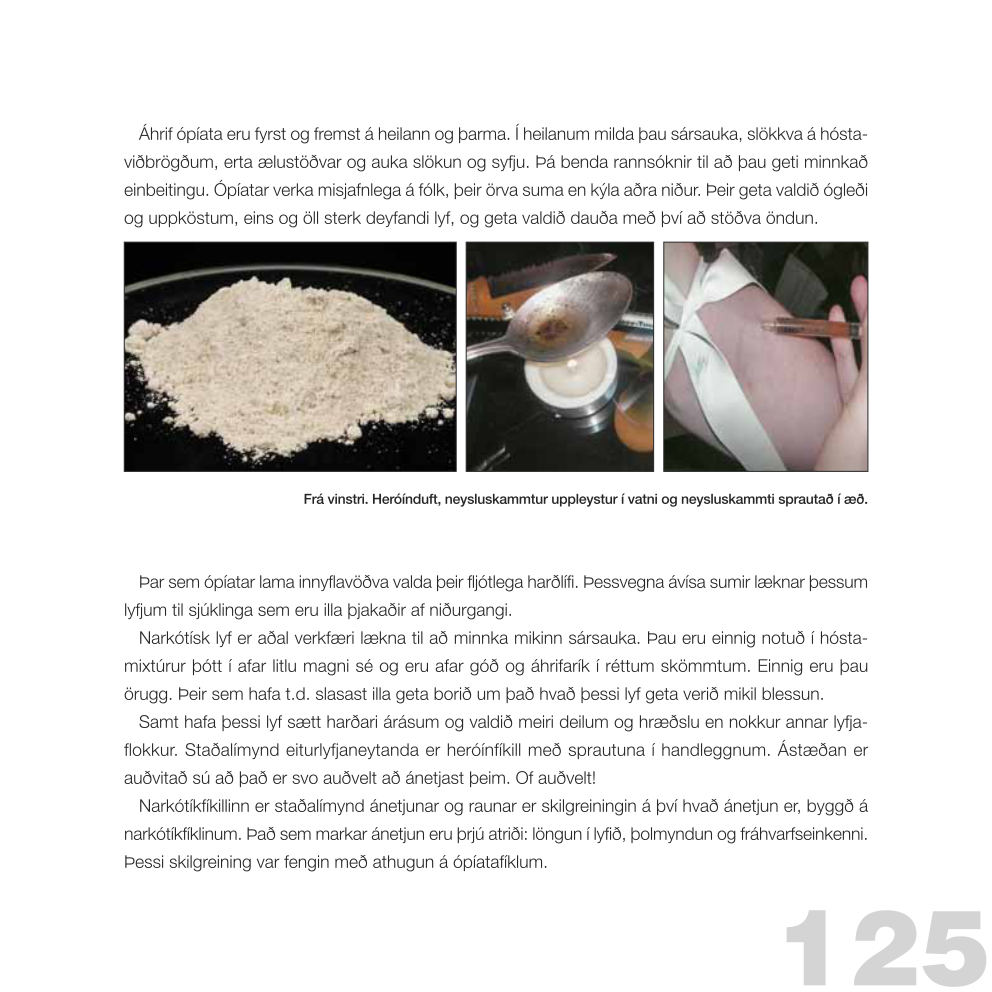 Áhrif ópíata eru fyrst og fremst á heilann og þarma. Í heilanum milda þau sársauka, slökkva á hósta-
viðbrögðum, erta ælustöðvar og auka slökun og syfju. Þá benda rannsóknir til að þau geti minnkað
einbeitingu. Ópíatar verka misjafnlega á fólk, þeir örva suma en kýla aðra niður. Þeir geta valdið ógleði
og uppköstum, eins og öll sterk deyfandi lyf, og geta valdið dauða með því að stöðva öndun.
Frá vinstri. Heróínduft, neysluskammtur uppleystur í vatni og neysluskammti sprautað í æð.
Þar sem ópíatar lama innyflavöðva valda þeir fljótlega harðlífi. Þessvegna ávísa sumir læknar þessum
lyfjum til sjúklinga sem eru illa þjakaðir af niðurgangi.
Narkótísk lyf er aðal verkfæri lækna til að minnka mikinn sársauka. Þau eru einnig notuð í hósta-
mixtúrur þótt í afar litlu magni sé og eru afar góð og áhrifarík í réttum skömmtum. Einnig eru þau
örugg. Þeir sem hafa t.d. slasast illa geta borið um það hvað þessi lyf geta verið mikil blessun.
Samt hafa þessi lyf sætt harðari árásum og valdið meiri deilum og hræðslu en nokkur annar lyfja-
flokkur. Staðalímynd eiturlyfjaneytanda er heróínfíkill með sprautuna í handleggnum. Ástæðan er
auðvitað sú að það er svo auðvelt að ánetjast þeim. Of auðvelt!
Narkótíkfíkillinn er staðalímynd ánetjunar og raunar er skilgreiningin á því hvað ánetjun er, byggð á
narkótíkfíklinum. Það sem markar ánetjun eru þrjú atriði: löngun í lyfið, þolmyndun og fráhvarfseinkenni.
Þessi skilgreining var fengin með athugun á ópíatafíklum.
125